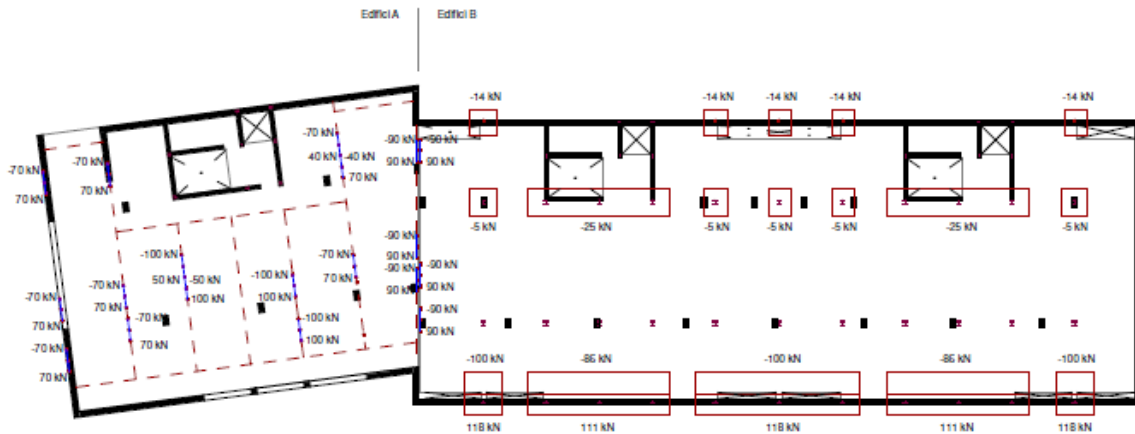 Edifici A Edifici B
-14 kN -14 kN -14 kN -14 kN -14 kN
-70 kN -90 kN -90 kN
40 kN -40 kN 90 kN 90 kN
-70 kN -70 kN 70 kN
70 kN 70 kN
-5 kN -25 kN -5 kN -5 kN -5 kN -25 kN -5 kN
-90 kN
-100 kN -70 kN 90 kN
50 kN -50 kN -100 kN 70 kN -90 kN -90 kN
-70 kN -70 kN 100 kN 100 kN 90 kN 90 kN
70 kN 70 kN -90 kN
70 kN -70 kN -100 kN 90 kN
-70 kN 70 kN 100 kN
70 kN
-100 kN -86 kN -100 kN -86 kN -100 kN
118 kN 111 kN 118 kN 111 kN 118 kN